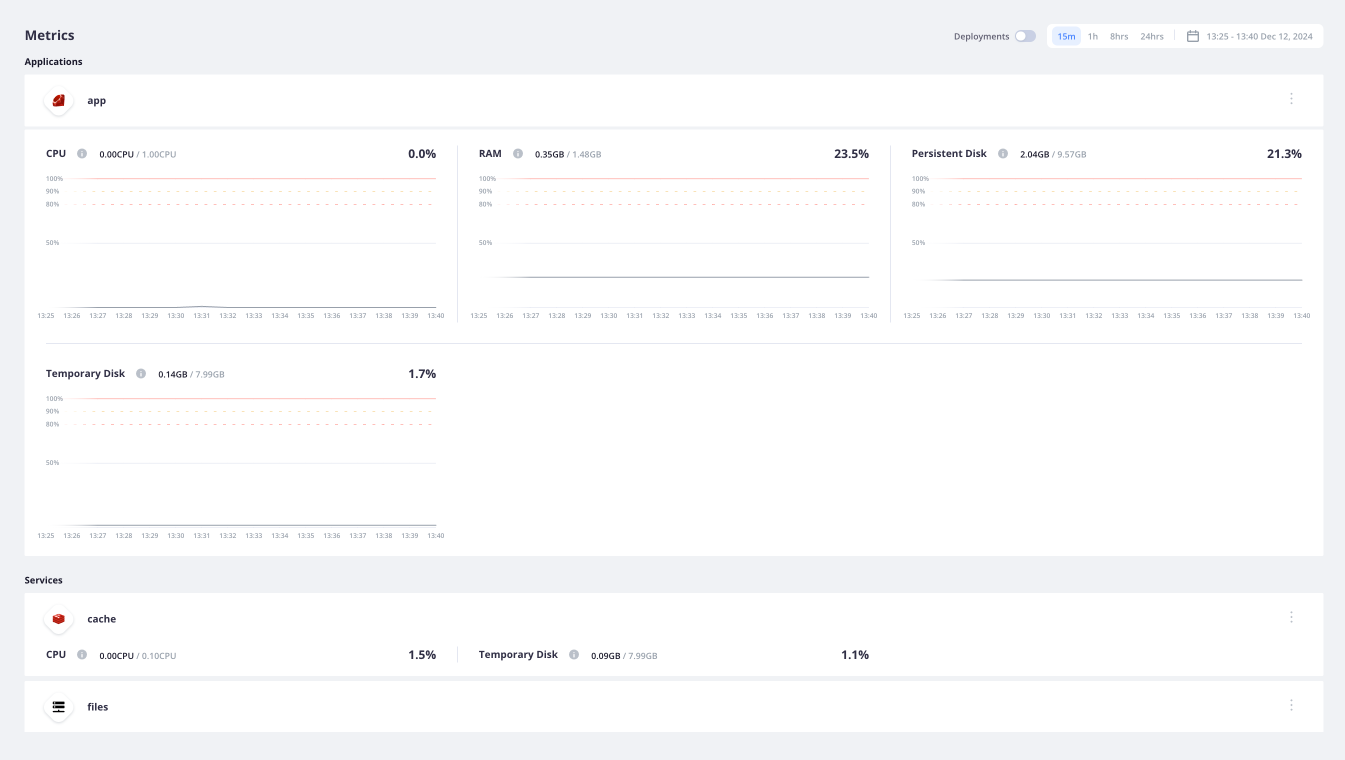 Metrics
Deployments 15m 1h 8hrs 24hrs 13:25 - 13:40 Dec 12, 2024
Applications
app
CPU 0.00CPU / 1.00CPU 0.0%
100%
90%
80%
50%
13:25 13:26 13:27 13:28 13:29 13:30 13:31 13:32 13:33 13:34 13:35 13:36 13:37 13:38 13:39 13:40
RAM 0.35GB / 1.48GB 23.5%
100%
90%
80%
50%
13:25 13:26 13:27 13:28 13:29 13:30 13:31 13:32 13:33 13:34 13:35 13:36 13:37 13:38 13:39 13:40
Persistent Disk 2.04GB / 9.57GB 21.3%
100%
90%
80%
50%
13:25 13:26 13:27 13:28 13:29 13:30 13:31 13:32 13:33 13:34 13:35 13:36 13:37 13:38 13:39 13:40
Temporary Disk 0.14GB / 7.99GB 1.7%
100%
90%
80%
50%
13:25 13:26 13:27 13:28 13:29 13:30 13:31 13:32 13:33 13:34 13:35 13:36 13:37 13:38 13:39 13:40
Services
cache
CPU 0.00CPU / 0.10CPU 1.5%
Temporary Disk 0.09GB / 7.99GB 1.1%
files